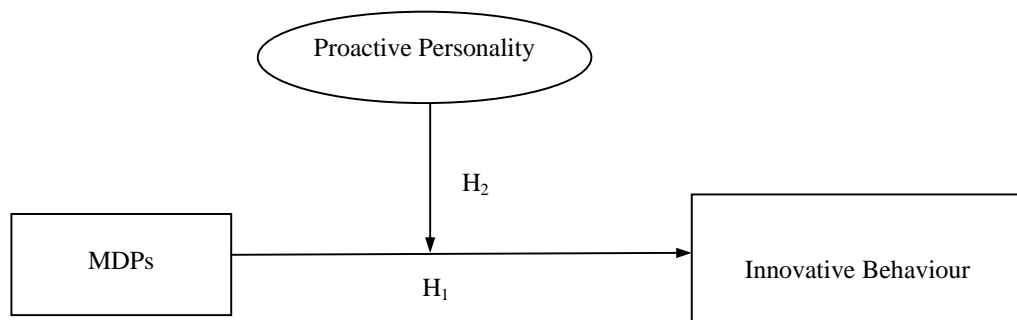 Proactive Personality
H₂
MDPs
Innovative Behaviour
H₁